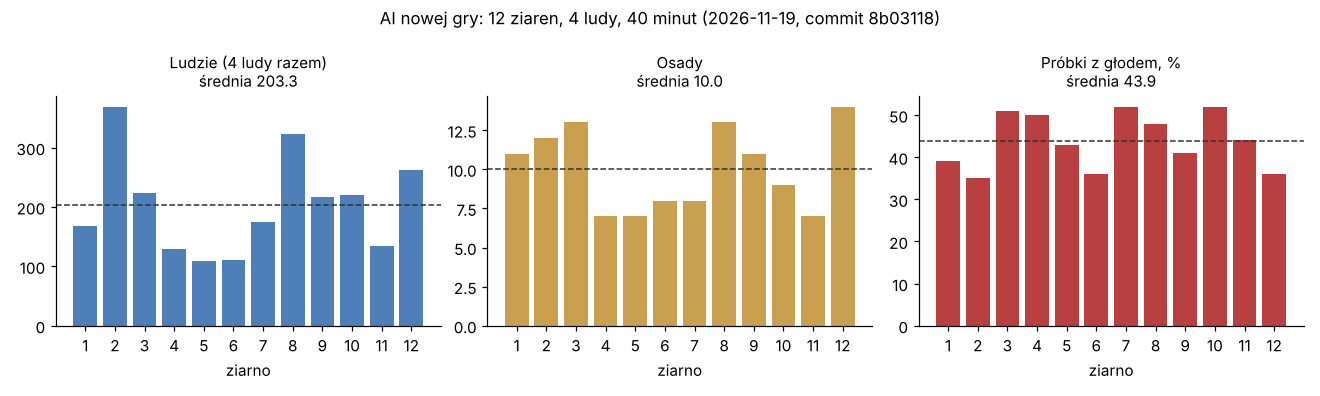 AI nowej gry: 12 ziaren, 4 ludy, 40 minut (2026-11-19, commit 8b03118)
Ludzie (4 ludy razem)
średnia 203.3
300
200
100
0
1 2 3 4 5 6 7 8 9 10 11 12
ziarno
Osady
średnia 10.0
12.5
10.0
7.5
5.0
2.5
0.0
1 2 3 4 5 6 7 8 9 10 11 12
ziarno
Próbki z głodem, %
średnia 43.9
50
40
30
20
10
0
1 2 3 4 5 6 7 8 9 10 11 12
ziarno